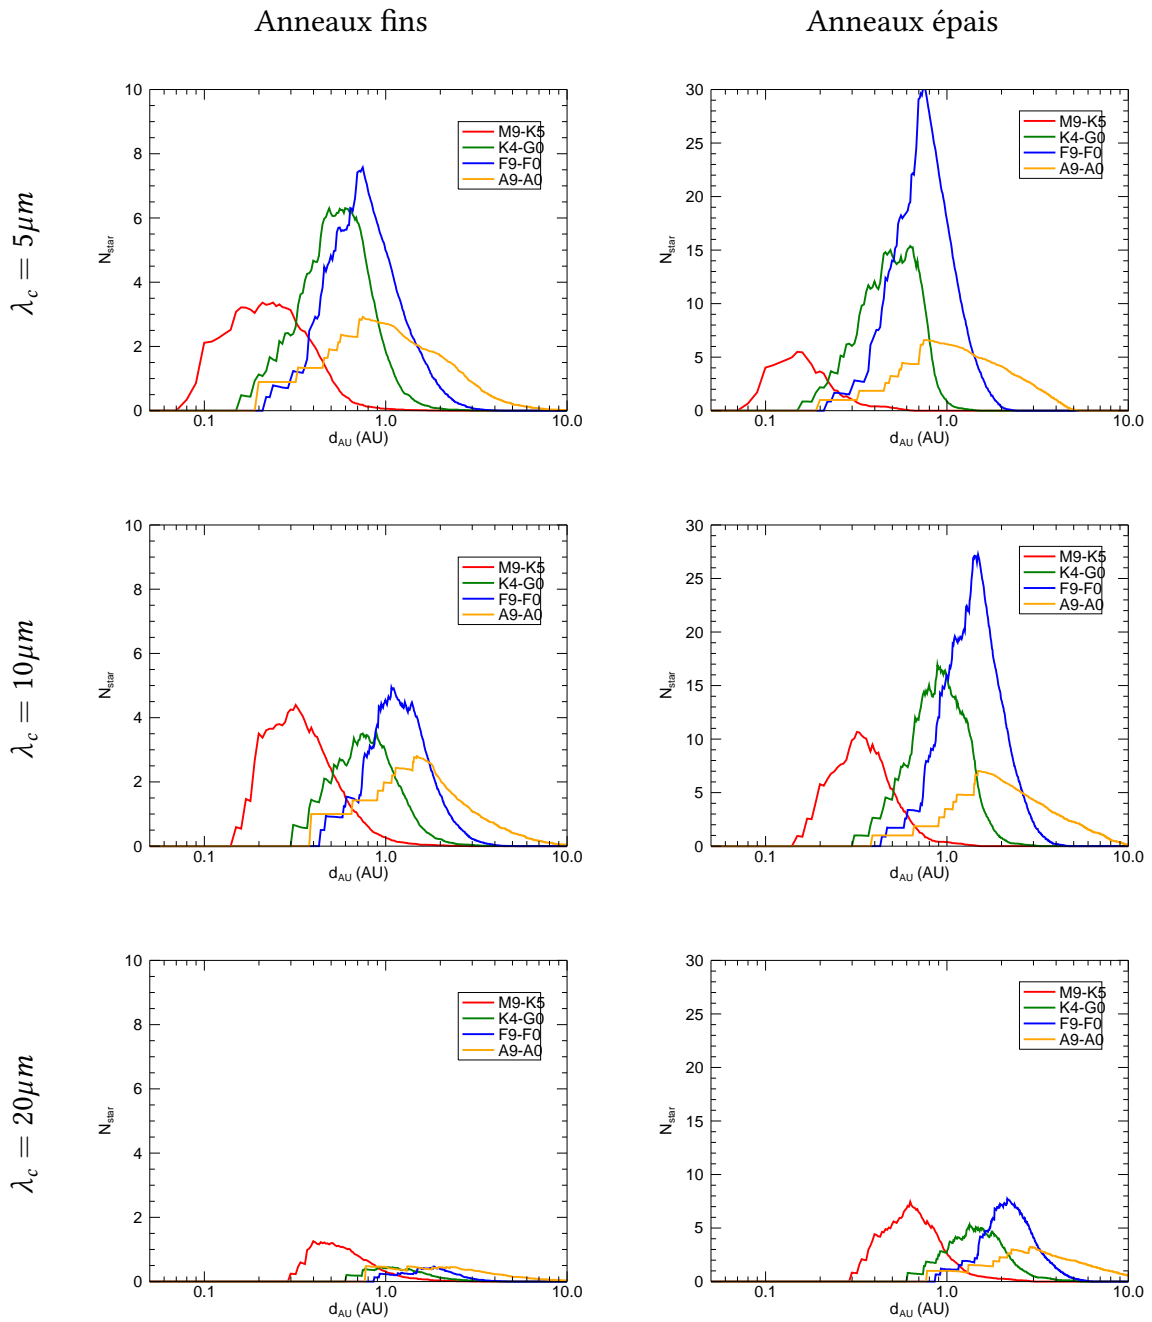 Anneaux fins
Anneaux épais
λc = 5μm
10
8
6
4
2
0
Nstar
M9-K5
K4-G0
F9-F0
A9-A0
0.1
1.0
10.0
dAU (AU)
30
25
20
15
10
5
0
Nstar
M9-K5
K4-G0
F9-F0
A9-A0
0.1
1.0
10.0
dAU (AU)
λc = 10μm
10
8
6
4
2
0
Nstar
M9-K5
K4-G0
F9-F0
A9-A0
0.1
1.0
10.0
dAU (AU)
30
25
20
15
10
5
0
Nstar
M9-K5
K4-G0
F9-F0
A9-A0
0.1
1.0
10.0
dAU (AU)
λc = 20μm
10
8
6
4
2
0
Nstar
M9-K5
K4-G0
F9-F0
A9-A0
0.1
1.0
10.0
dAU (AU)
30
25
20
15
10
5
0
Nstar
M9-K5
K4-G0
F9-F0
A9-A0
0.1
1.0
10.0
dAU (AU)